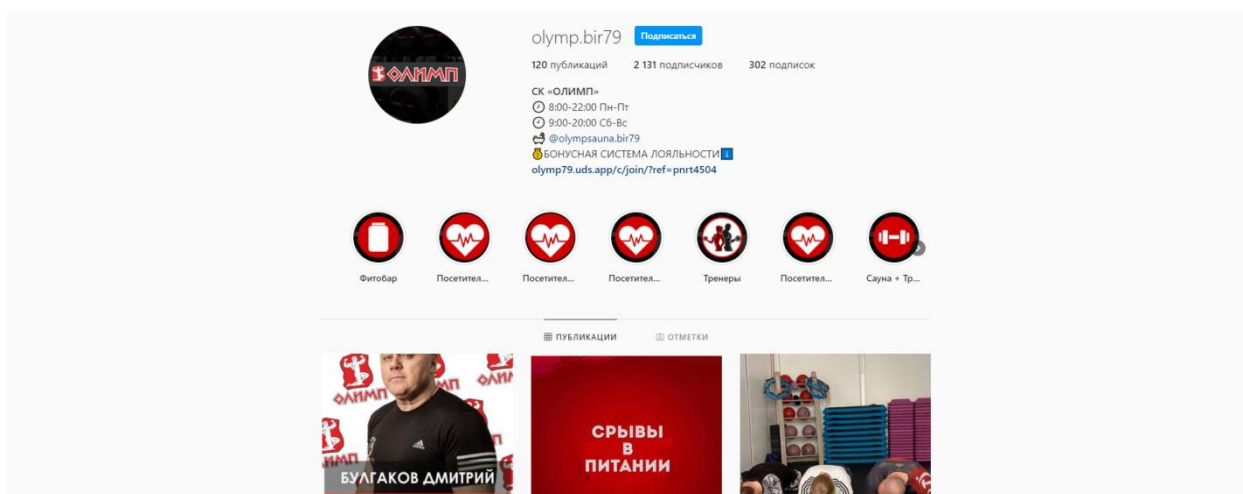 ОЛИМП
olymp.bir79 Подписаться
120 публикаций 2 131 подписчиков 302 подписок
СК «ОЛИМП»
8:00-22:00 Пн-Пт
9:00-20:00 Сб-Вс
@olympsauna.bir79
БОНУСНАЯ СИСТЕМА ЛОЯЛЬНОСТИ
olymp79.uds.app/c/join/?ref=pnrt4504
Фитобар Посетител... Посетител... Посетител... Тренеры Посетител... Сауна + Тр...
ПУБЛИКАЦИИ ОТМЕТКИ
ОЛИМП
БУЛГАКОВ ДМИТРИЙ
СРЫВЫ
В
ПИТАНИИ